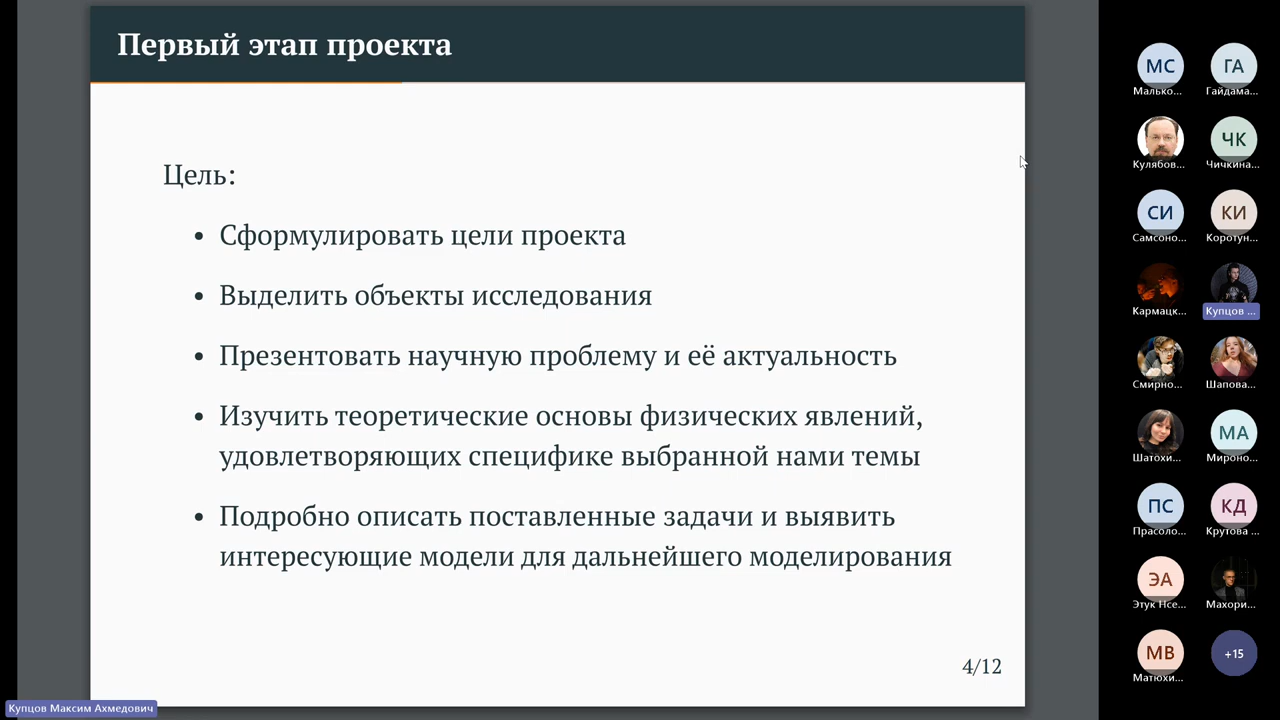 Первый этап проекта
Цель:
• Сформулировать цели проекта
• Выделить объекты исследования
• Презентовать научную проблему и её актуальность
• Изучить теоретические основы физических явлений,
удовлетворяющих специфике выбранной нами темы
• Подробно описать поставленные задачи и выявить
интересующие модели для дальнейшего моделирования
4/12
Купцов Максим Ахмедович
МС
Малько...
ГА
Гайдама...
Кулябов...
ЧК
Чичкина...
СИ
Самсоно...
КИ
Коротун...
Кармацк...
Купцов ...
Смирно...
Шапова...
Шатохи...
МА
Мироно...
ПС
Прасоло...
КД
Крутова ...
ЭА
Этук Нсе...
Махори...
МВ
Матюхи...
+15